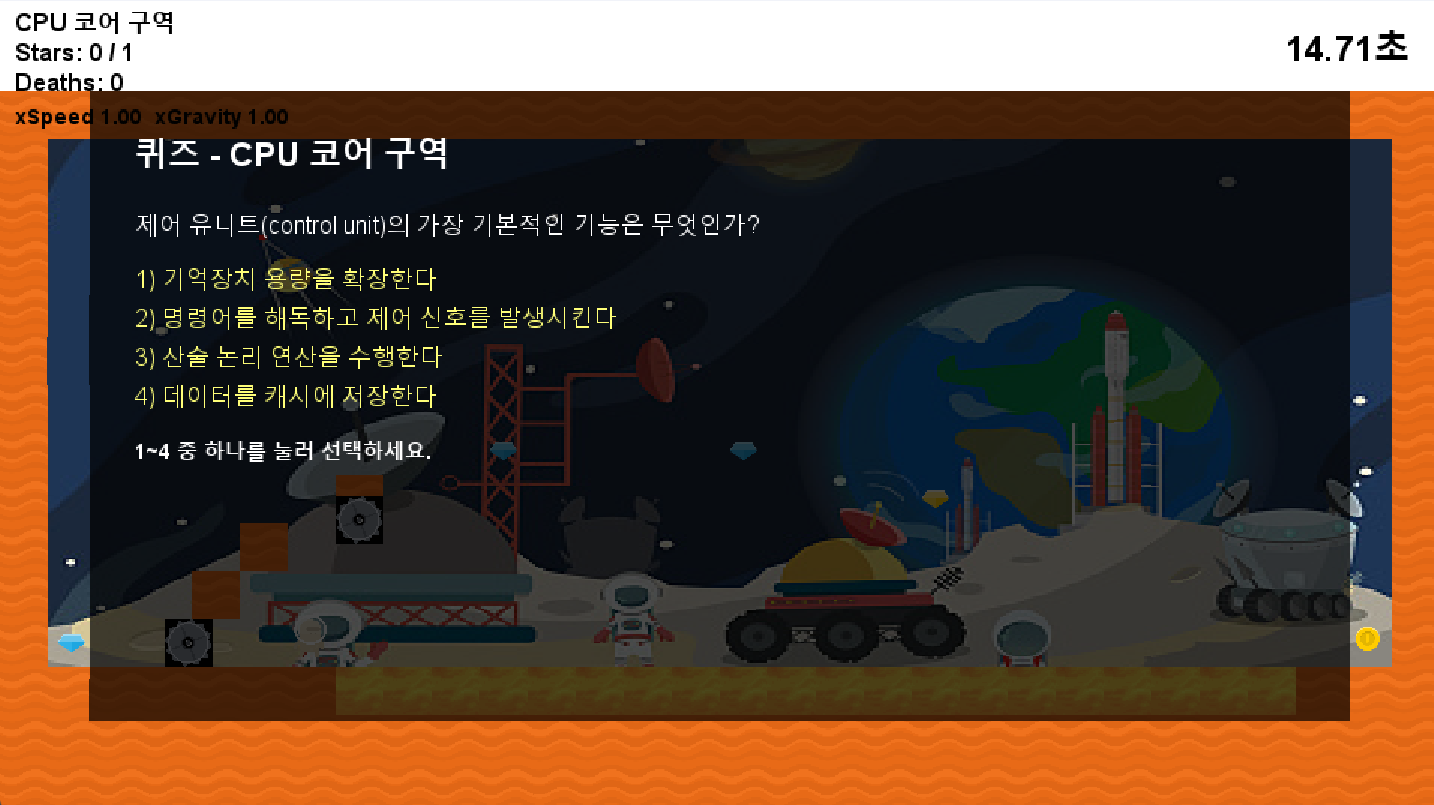 CPU 코어 구역
Stars: 0 / 1
Deaths: 0
14.71초
xSpeed 1.00 xGravity 1.00
퀴즈 - CPU 코어 구역
제어 유니트(control unit)의 가장 기본적인 기능은 무엇인가?
1) 기억장치 용량을 확장한다
2) 명령어를 해독하고 제어 신호를 발생시킨다
3) 산술 논리 연산을 수행한다
4) 데이터를 캐시에 저장한다
1~4 중 하나를 눌러 선택하세요.